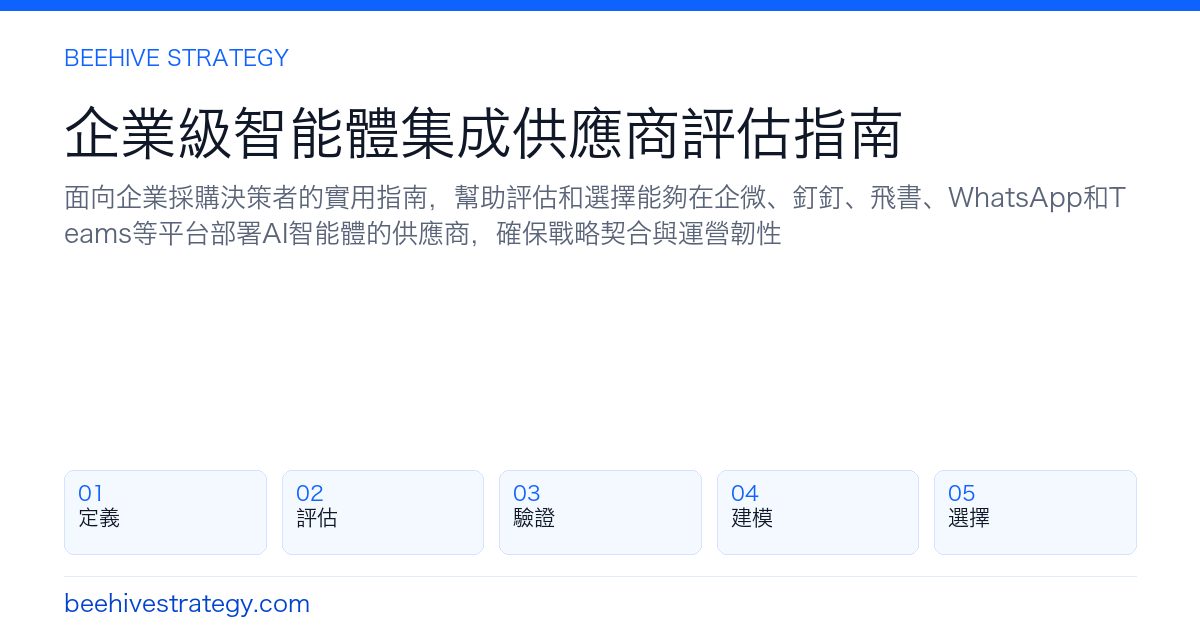 BEEHIVE STRATEGY
企業級智能體集成供應商評估指南
面向企業採購決策者的實用指南，幫助評估和選擇能夠在企微、釘釘、飛書、WhatsApp和T
eams等平台部署AI智能體的供應商，確保戰略契合與運營韌性
01
定義
02
評估
03
驗證
04
建模
05
選擇
beehivestrategy.com